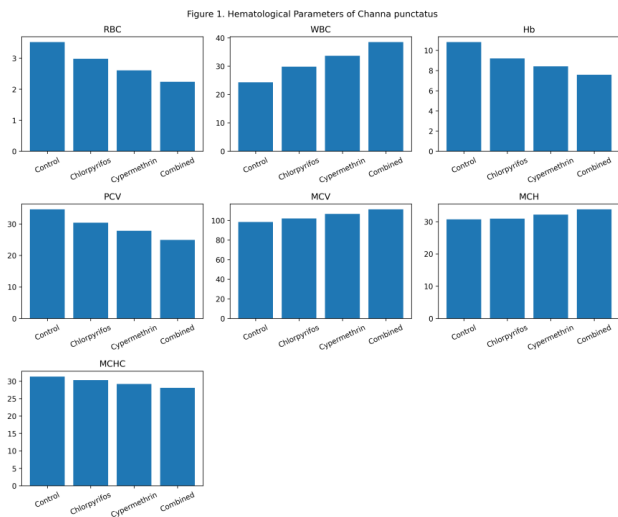 Figure 1. Hematological Parameters of Channa punctatus
RBC
3
2
1
0
Control
Chlorpyrifos
Cypermethrin
Combined
WBC
40
30
20
10
0
Control
Chlorpyrifos
Cypermethrin
Combined
Hb
10
8
6
4
2
0
Control
Chlorpyrifos
Cypermethrin
Combined
PCV
30
20
10
0
Control
Chlorpyrifos
Cypermethrin
Combined
MCV
100
80
60
40
20
0
Control
Chlorpyrifos
Cypermethrin
Combined
MCH
30
20
10
0
Control
Chlorpyrifos
Cypermethrin
Combined
MCHC
30
25
20
15
10
5
0
Control
Chlorpyrifos
Cypermethrin
Combined